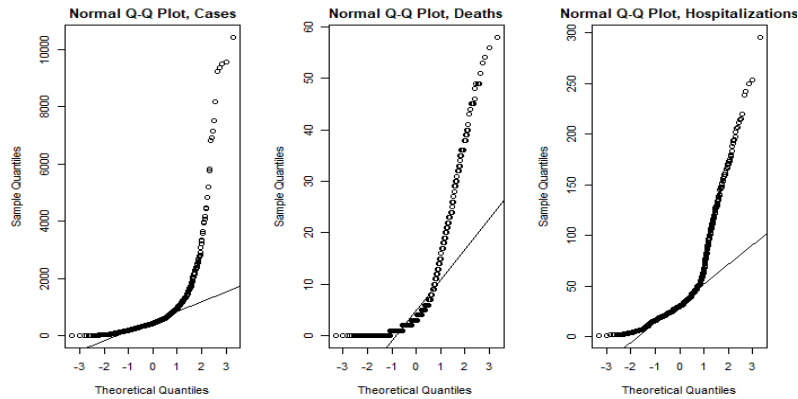 Normal Q-Q Plot, Cases
Sample Quantiles
10000
8000
6000
4000
2000
0
-3 -2 -1 0 1 2 3
Theoretical Quantiles
Normal Q-Q Plot, Deaths
Sample Quantiles
60
50
40
30
20
10
0
-3 -2 -1 0 1 2 3
Theoretical Quantiles
Normal Q-Q Plot, Hospitalizations
Sample Quantiles
300
250
200
150
100
50
0
-3 -2 -1 0 1 2 3
Theoretical Quantiles